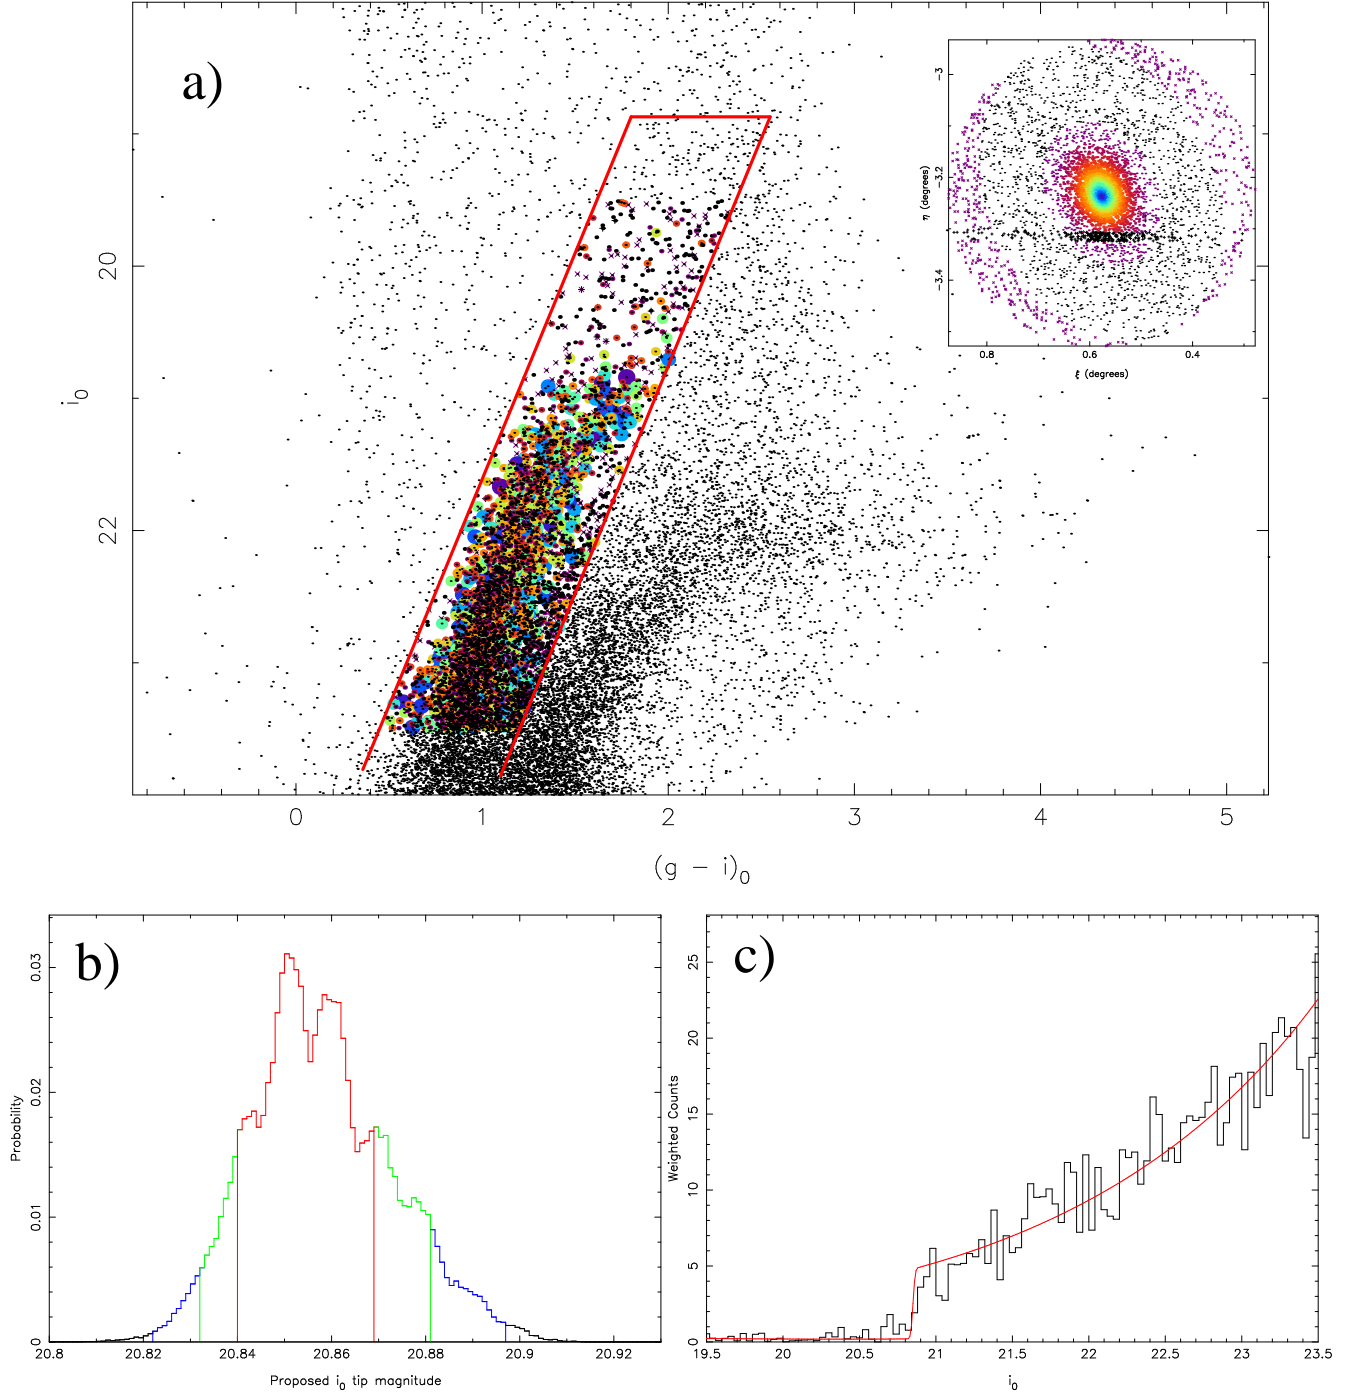 a)
20
22
i0
0 1 2 3 4 5
(g − i)0
−3
−3.2
−3.4
η (degrees)
0.8 0.6 0.4
ξ (degrees)
b)
0.03
0.02
0.01
0
Probability
20.8 20.82 20.84 20.86 20.88 20.9 20.92
Proposed i0 tip magnitude
c)
25
20
15
10
5
0
Weighted Counts
19.5 20 20.5 21 21.5 22 22.5 23 23.5
i0